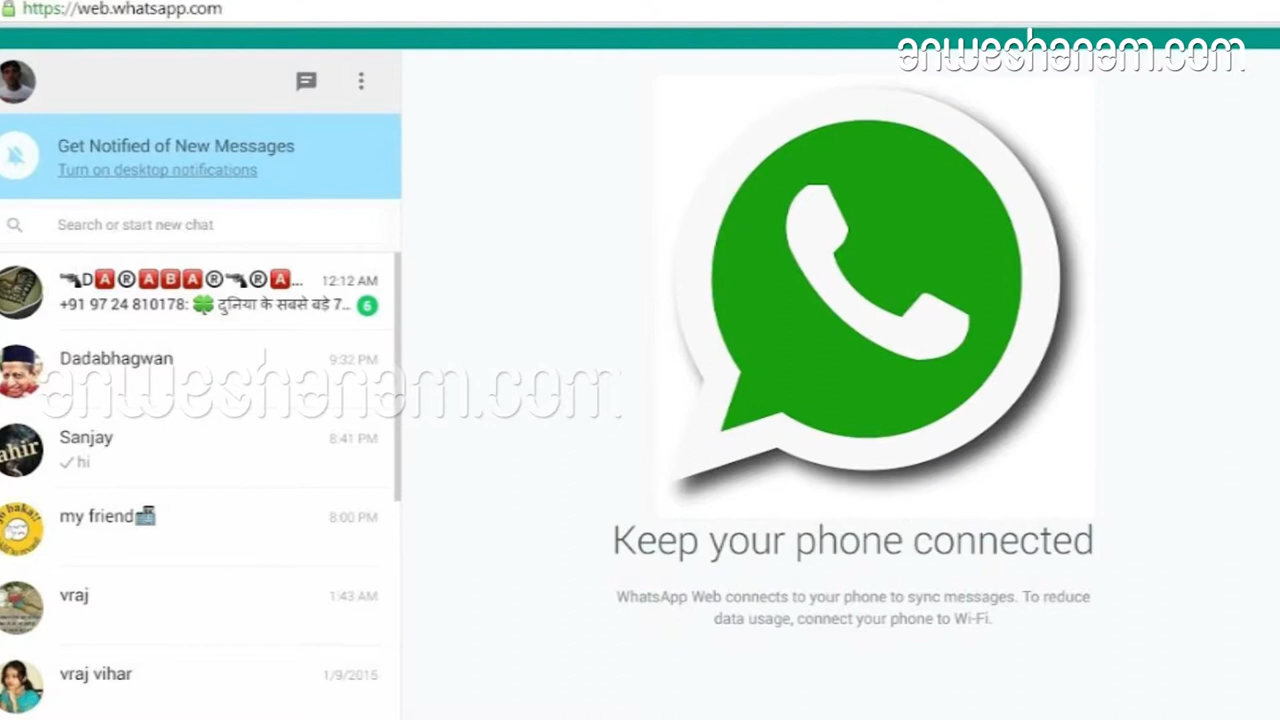 https://web.whatsapp.com
anweshanam.com
Get Notified of New Messages
Turn on desktop notifications
Search or start new chat
D🅰®🅰🅱🅰®®🅰... 12:12 AM
+91 97 24 810178: 🍀 दुनिया के सबसे बड़े 7... 6
Dadabhagwan 9:32 PM
anweshanam.com
Sanjay 8:41 PM
ahir
✓ hi
my friend 8:00 PM
vraj 1:43 AM
vraj vihar 1/9/2015
Keep your phone connected
WhatsApp Web connects to your phone to sync messages. To reduce
data usage, connect your phone to Wi-Fi.